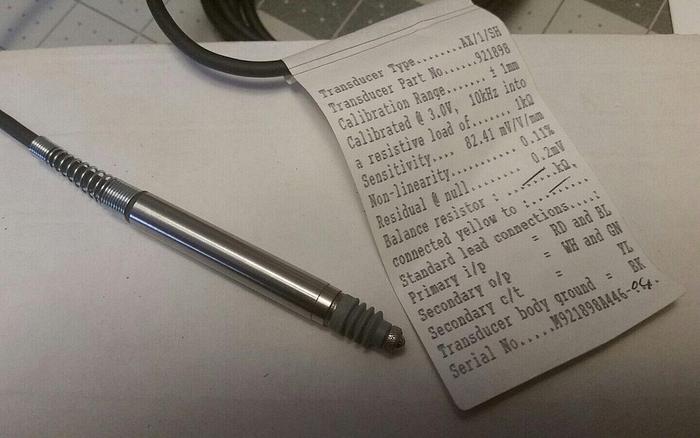 Transducer Type........AX/1/SH
Transducer Part No.....921898
Calibration Range....... ± 1mm
Calibrated @ 3.0V, 10kHz into
a resistive load of.......1kΩ
Sensitivity.... 82.41 mV/V/mm
Non-linearity........... 0.11%
Residual @ null......... 0.2mV
Balance resistor : ........kΩ.
connected yellow to :.........
Standard lead connections....:
Primary i/p = RD and BL
Secondary o/p = WH and GN
Secondary c/t = YL
Transducer body ground = BK
Serial No.....M921898A446-04.